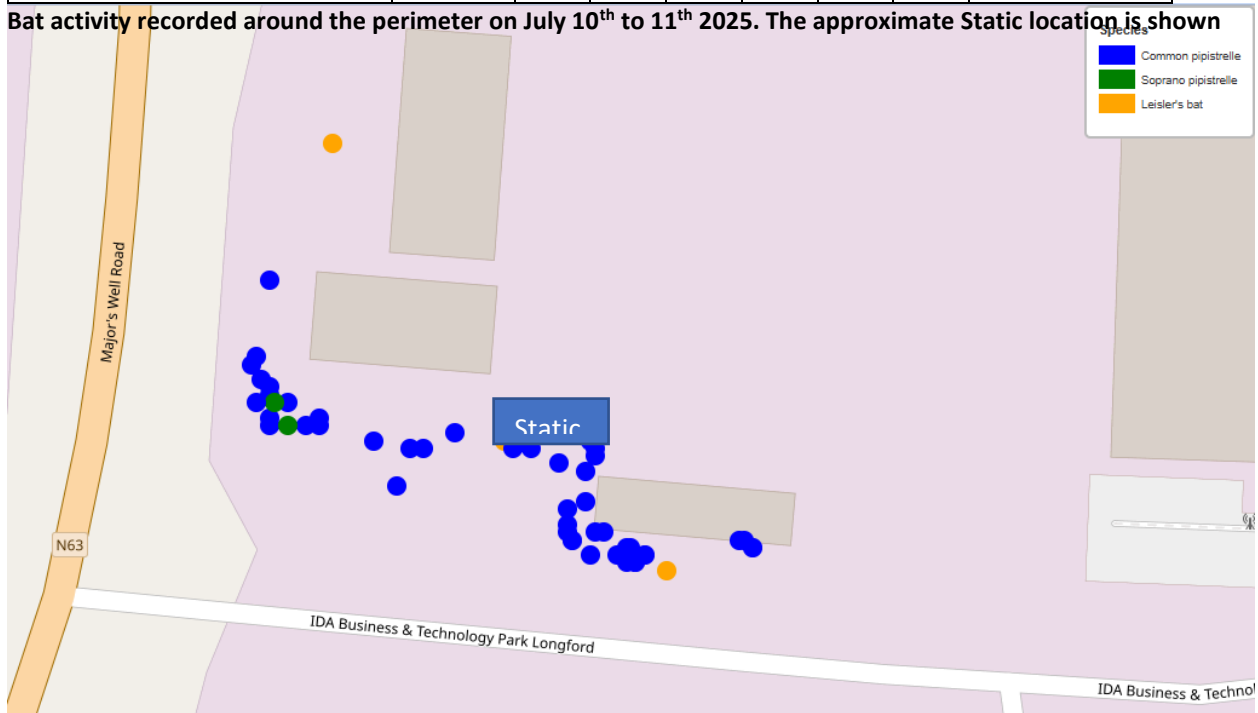 Bat activity recorded around the perimeter on July 10th to 11th 2025. The approximate Static location is shown
Species
Common pipistrelle
Soprano pipistrelle
Leisler's bat
Major's Well Road
Static
N63
IDA Business & Technology Park Longford
IDA Business & Technol